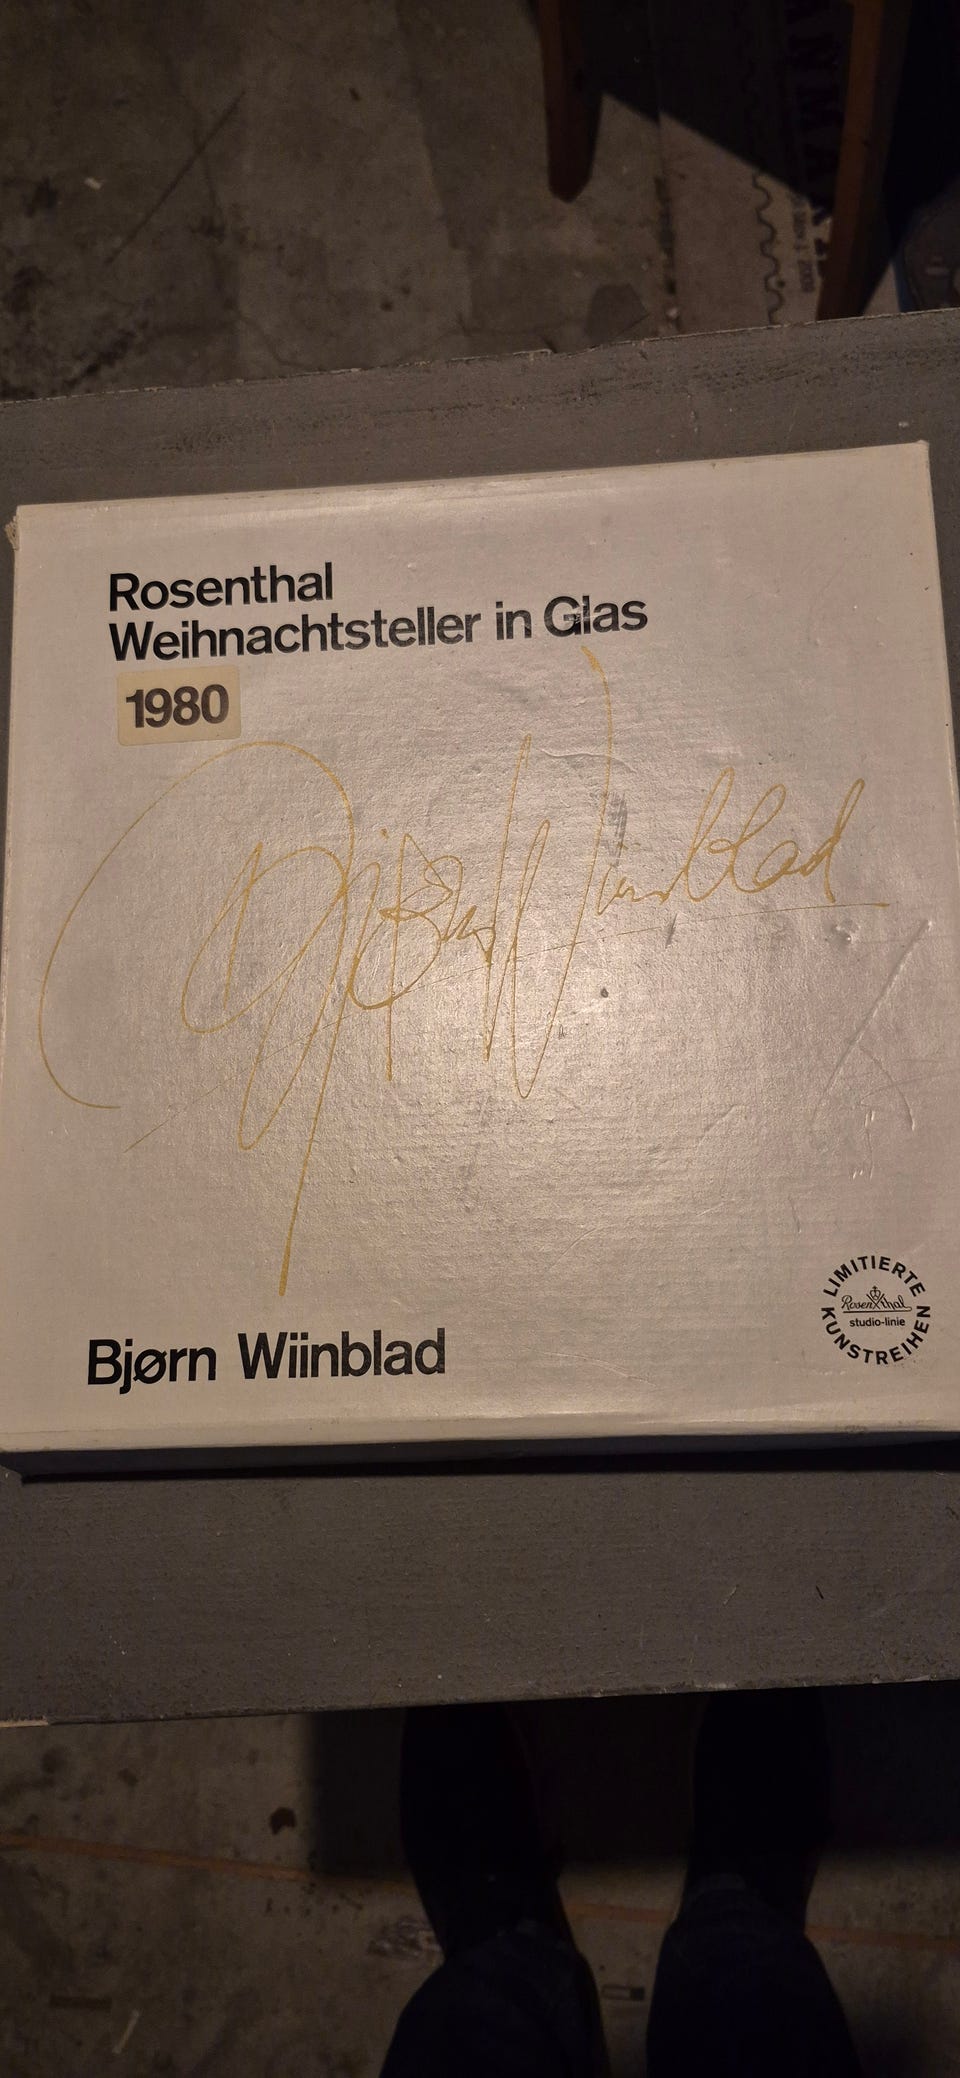 Rosenthal
Weihnachtsteller in Glas
1980
Bjørn Wiinblad
Bjørn Wiinblad
LIMITIERTE
Rosenthal
studio-linie
KUNSTREIHEN